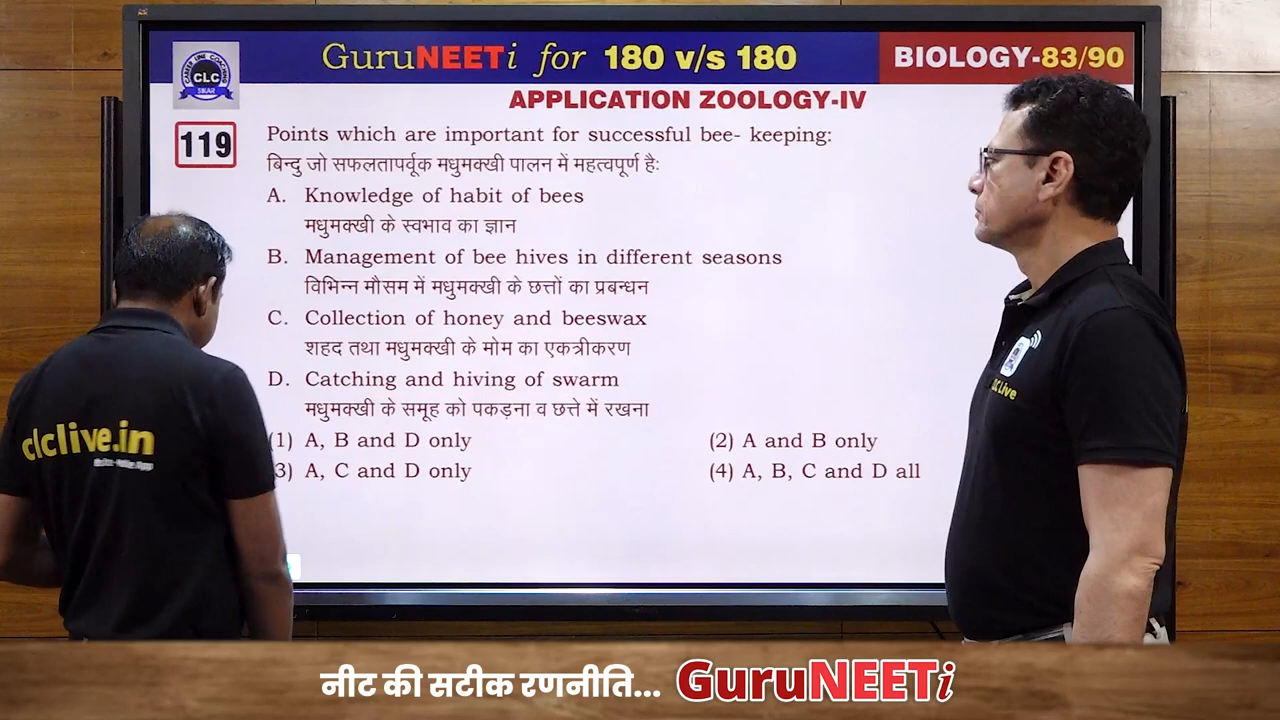 GuruNEETi for 180 v/s 180
BIOLOGY-83/90
CLC
SIKAR
APPLICATION ZOOLOGY-IV
119
Points which are important for successful bee- keeping:
बिन्दु जो सफलतापर्वूक मधुमक्खी पालन में महत्वपूर्ण है:
A. Knowledge of habit of bees
मधुमक्खी के स्वभाव का ज्ञान
B. Management of bee hives in different seasons
विभिन्न मौसम में मधुमक्खी के छत्तों का प्रबन्धन
C. Collection of honey and beeswax
शहद तथा मधुमक्खी के मोम का एकत्रीकरण
D. Catching and hiving of swarm
मधुमक्खी के समूह को पकड़ना व छत्ते में रखना
(1) A, B and D only
(2) A and B only
3) A, C and D only
(4) A, B, C and D all
clclive.in
Live
नीट की सटीक रणनीति... GuruNEETi